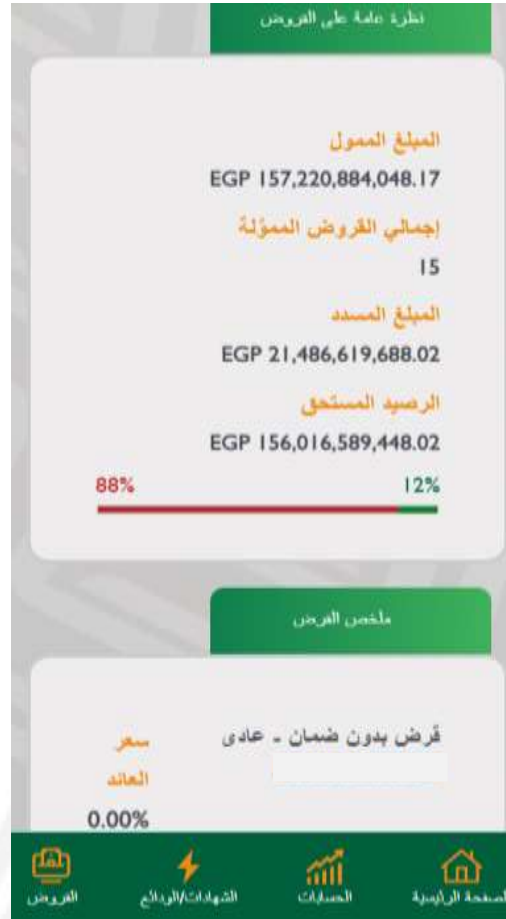 نظرة عامة على القروض
المبلغ الممول
EGP 157,220,884,048.17
إجمالي القروض الممؤلة
15
المبلغ المسدد
EGP 21,486,619,688.02
الرصيد المستحق
EGP 156,016,589,448.02
12% 88%
ملخص القرض
قرض بدون ضمان - عادى
سعر
العائد
0.00%
الصفحة الرئيسية الحسابات الشهادات/الودائع القروض